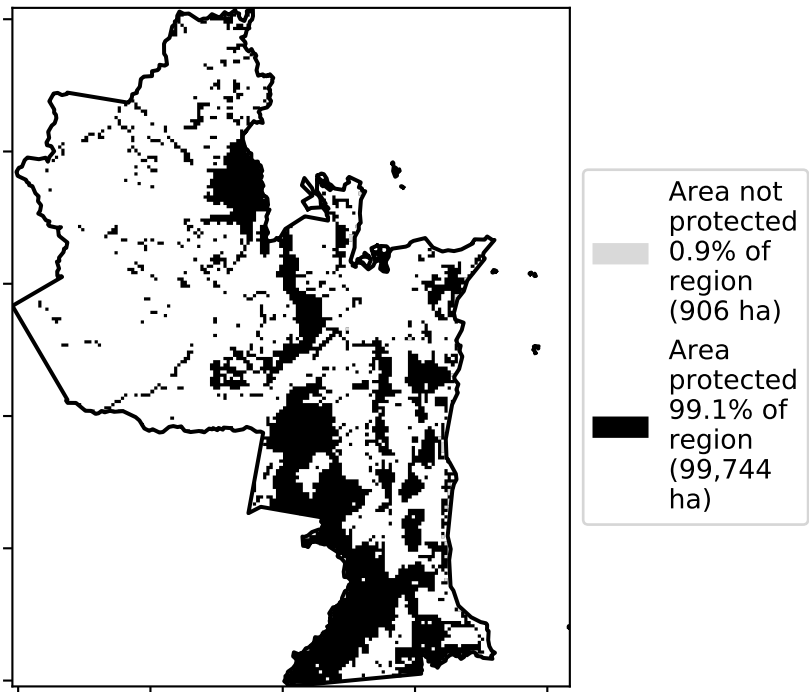 Area not
protected
0.9% of
region
(906 ha)
Area
protected
99.1% of
region
(99,744
ha)